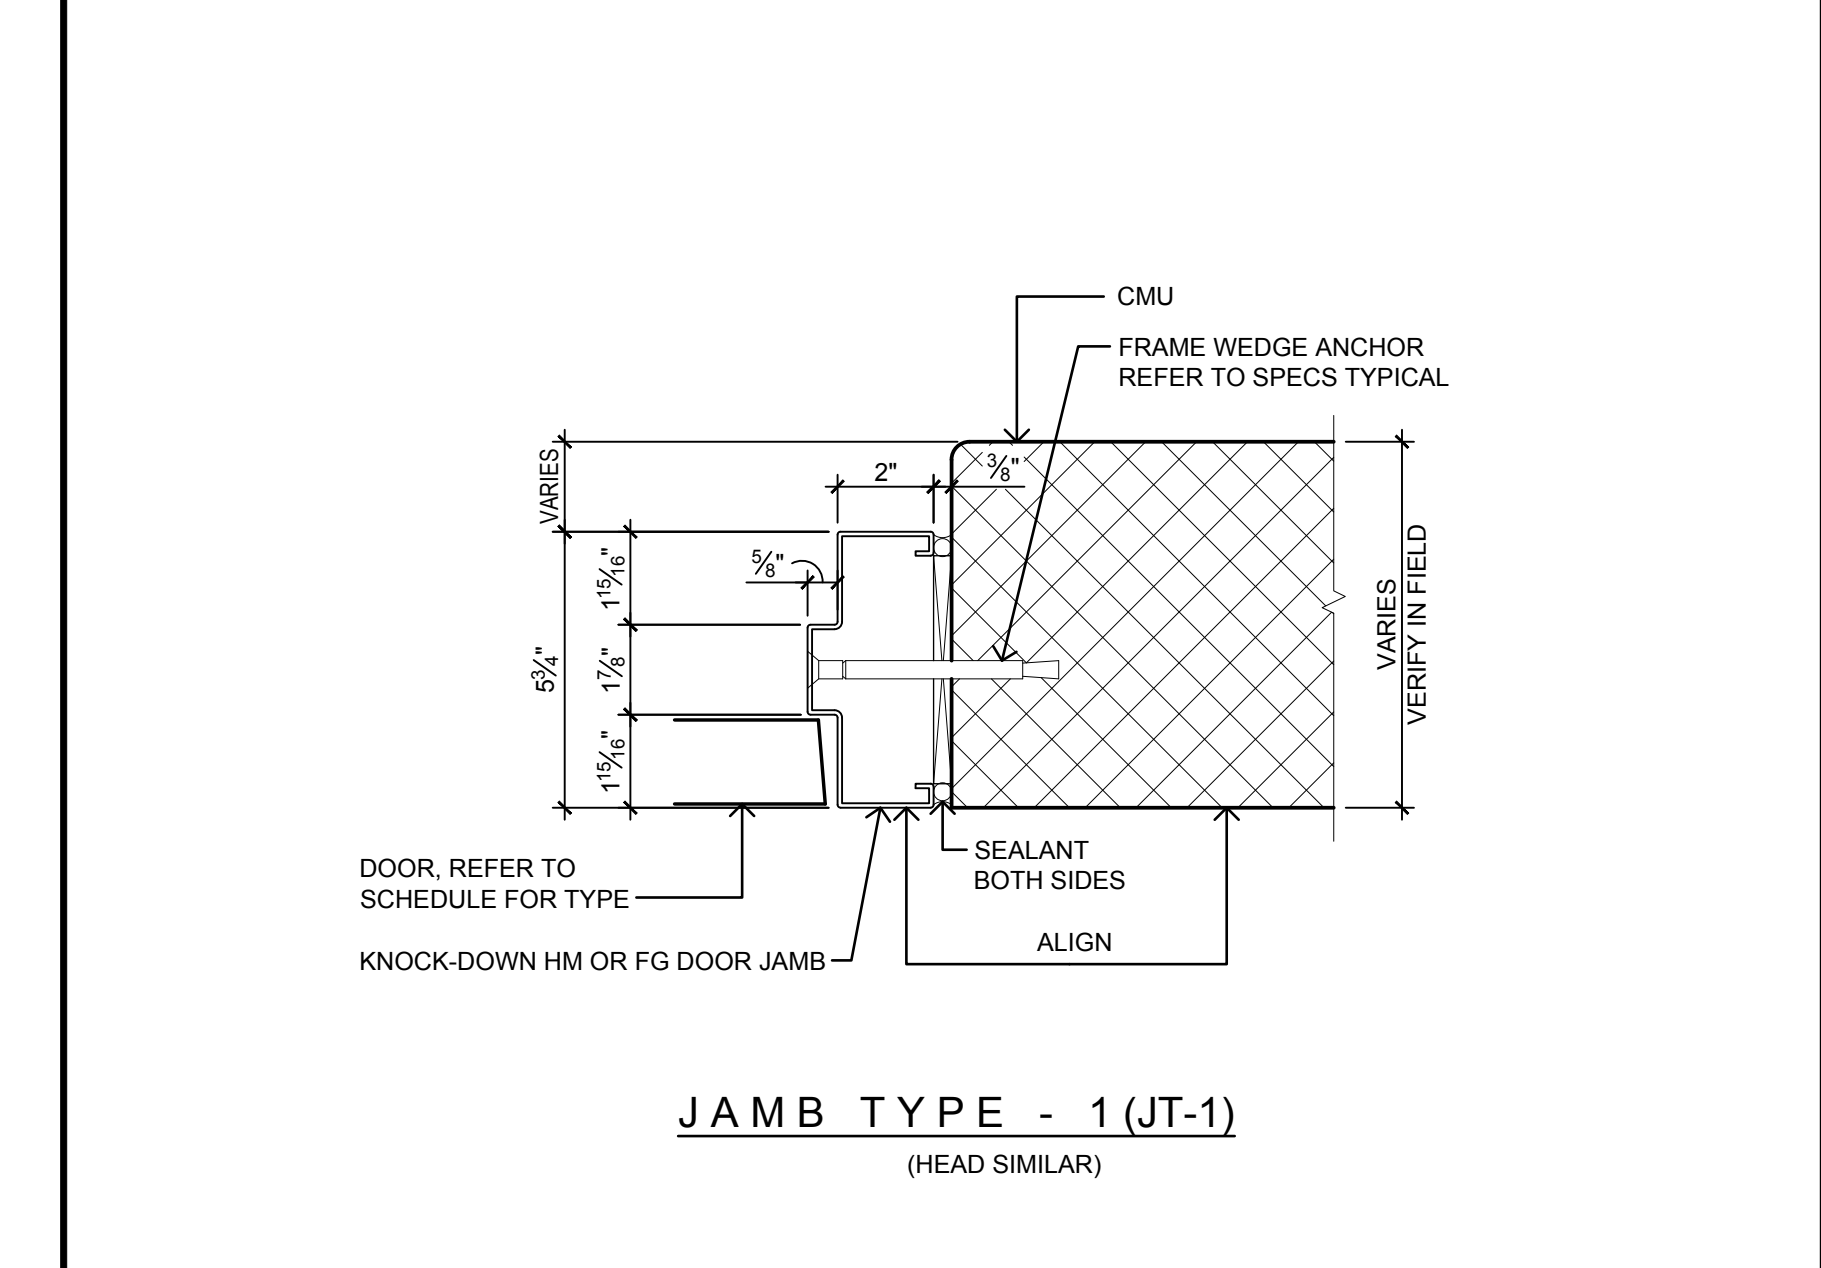 CMU
FRAME WEDGE ANCHOR
REFER TO SPECS TYPICAL
VARIES
2"
3⁄8"
5⁄8"
1 15⁄16"
5 3⁄4"
1 7⁄8"
1 15⁄16"
VARIES
VERIFY IN FIELD
DOOR, REFER TO
SCHEDULE FOR TYPE
SEALANT
BOTH SIDES
ALIGN
KNOCK-DOWN HM OR FG DOOR JAMB
JAMB TYPE - 1 (JT-1)
(HEAD SIMILAR)